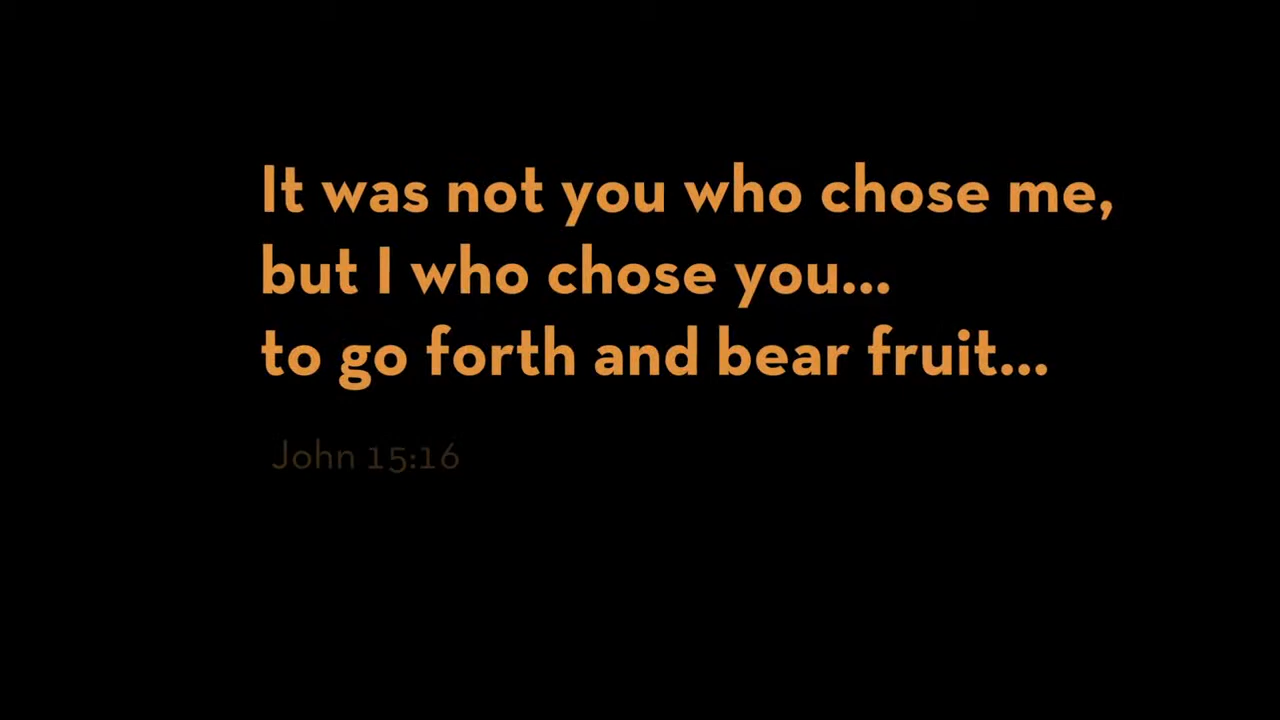 It was not you who chose me,
but I who chose you...
to go forth and bear fruit...
John 15:16